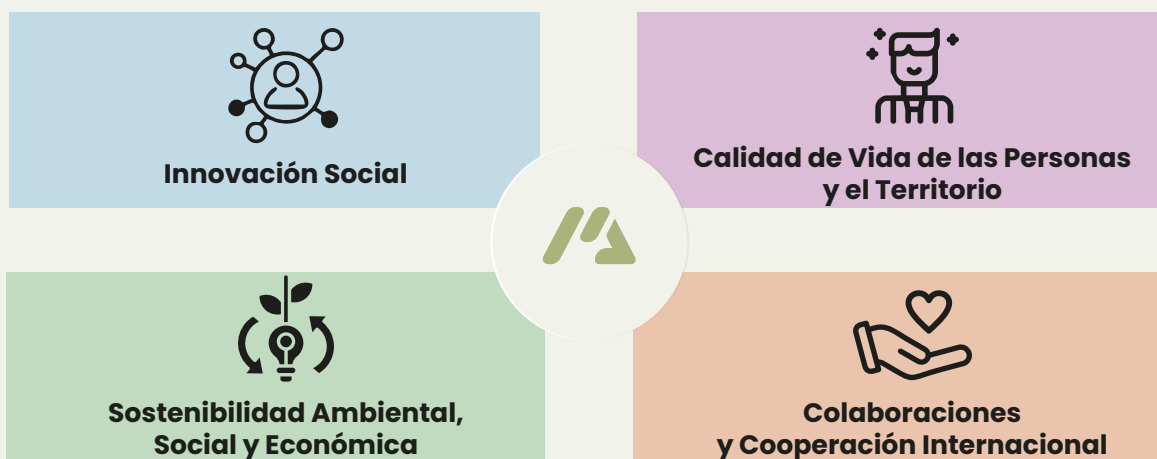 Innovación Social
Calidad de Vida de las Personas
y el Territorio
Sostenibilidad Ambiental,
Social y Económica
Colaboraciones
y Cooperación Internacional